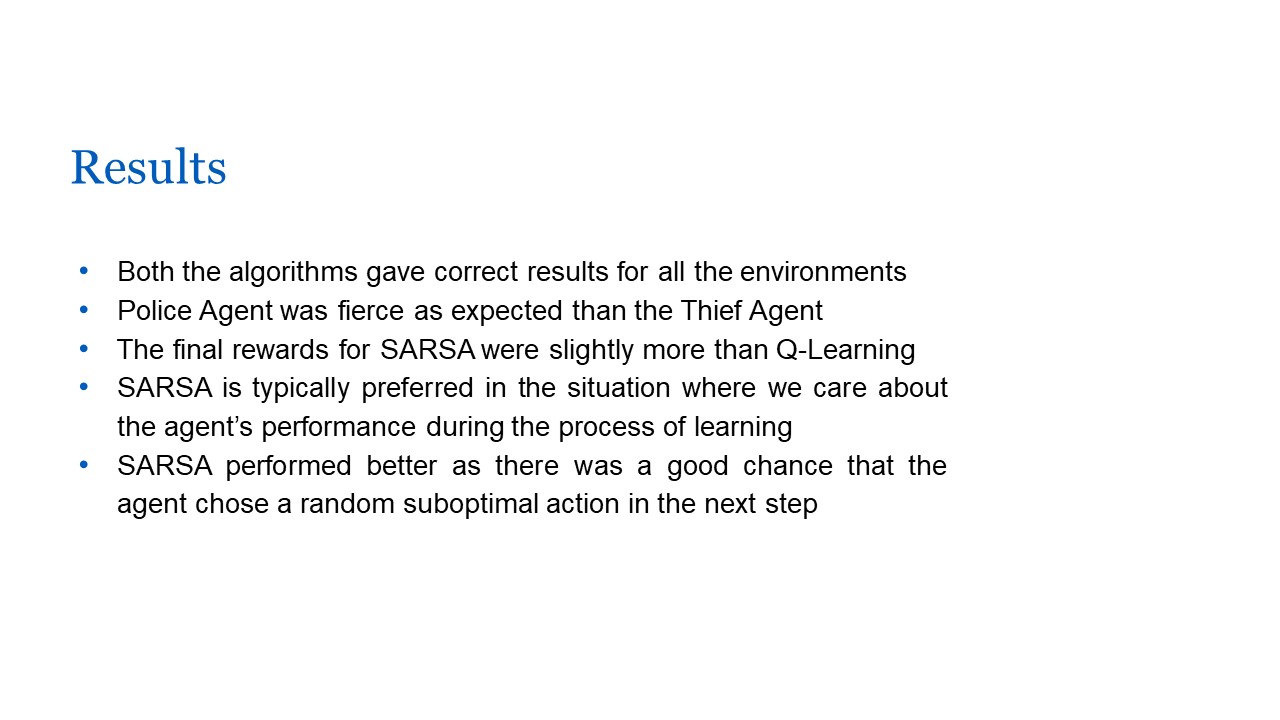 Results
• Both the algorithms gave correct results for all the environments
• Police Agent was fierce as expected than the Thief Agent
• The final rewards for SARSA were slightly more than Q-Learning
• SARSA is typically preferred in the situation where we care about
the agent’s performance during the process of learning
• SARSA performed better as there was a good chance that the
agent chose a random suboptimal action in the next step